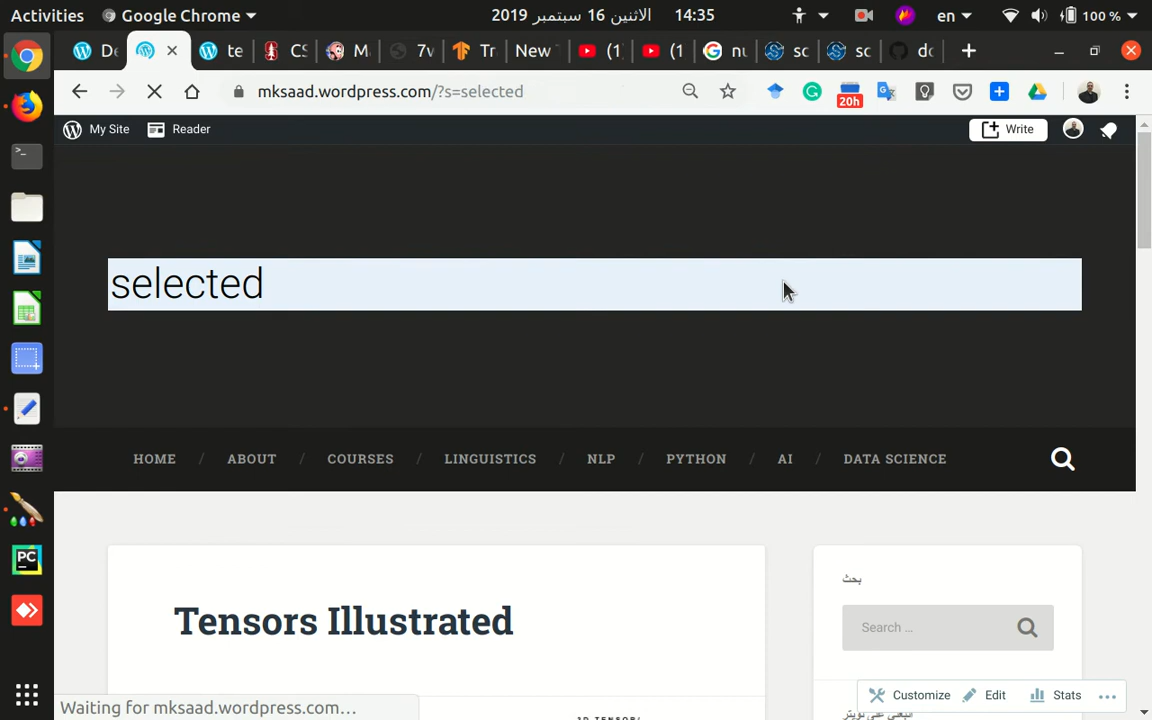 Activities Google Chrome 2019 الاثنين 16 سبتمبر 14:35 en 100 %
De te CS M 7v Tr New (1 (1 nu sc sc do
mksaad.wordpress.com/?s=selected 20h
My Site Reader Write
selected
HOME / ABOUT / COURSES / LINGUISTICS / NLP / PYTHON / AI / DATA SCIENCE
بحث
Tensors Illustrated
Search ...
Customize Edit Stats
Waiting for mksaad.wordpress.com...
PC